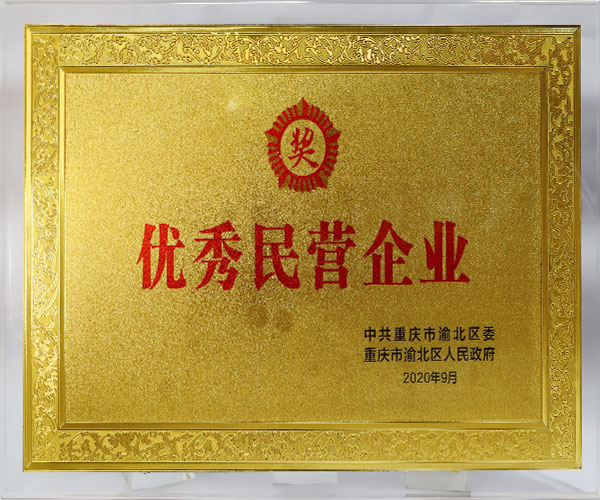 奖
优秀民营企业
中共重庆市渝北区委
重庆市渝北区人民政府
2020年9月